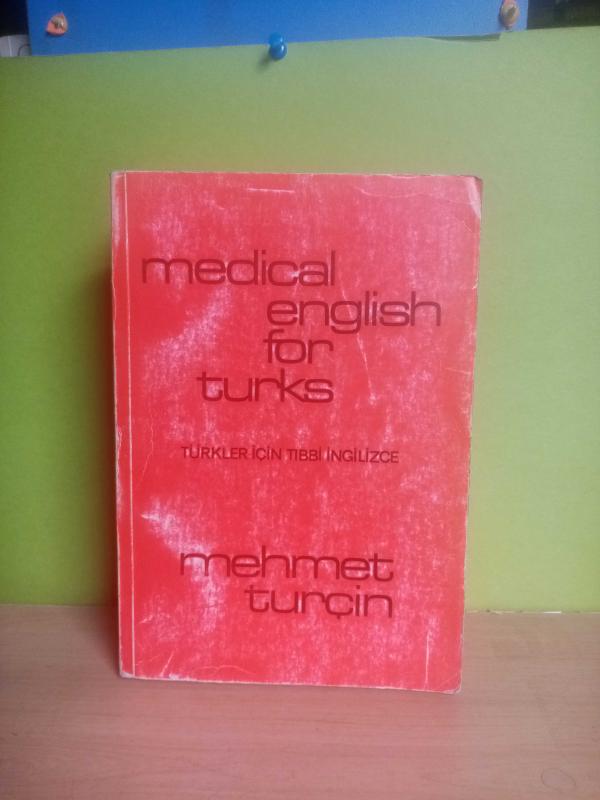 medical
english
for
turks
TÜRKLER İÇİN TIBBİ İNGİLİZCE
mehmet
turçin